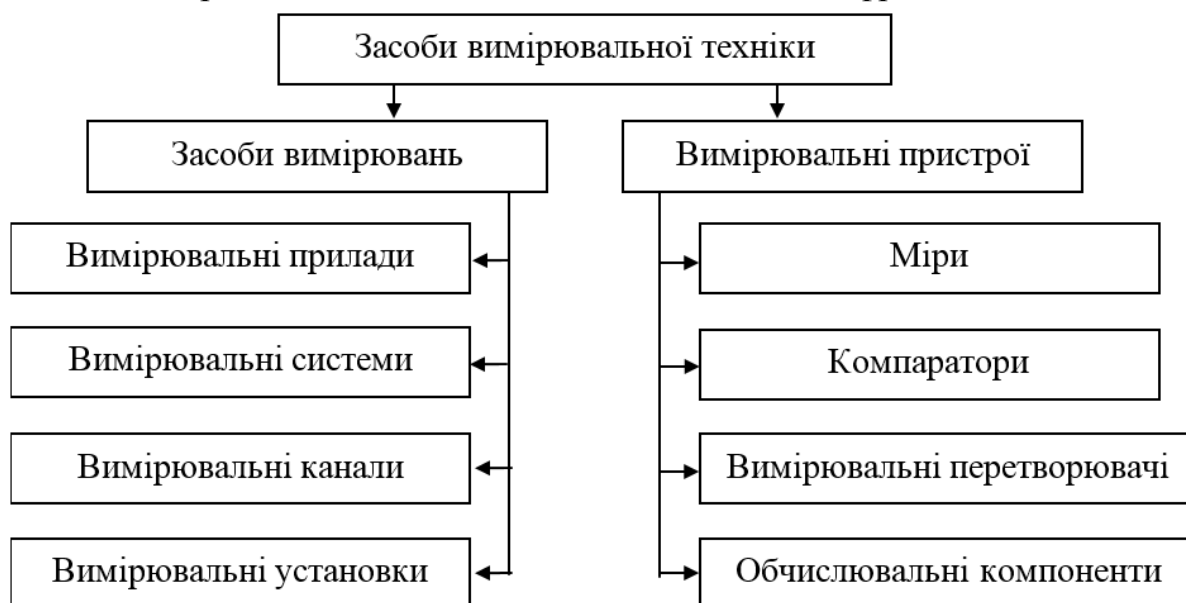 Засоби вимірювальної техніки
Засоби вимірювань
Вимірювальні пристрої
Вимірювальні прилади
Міри
Вимірювальні системи
Компаратори
Вимірювальні канали
Вимірювальні перетворювачі
Вимірювальні установки
Обчислювальні компоненти